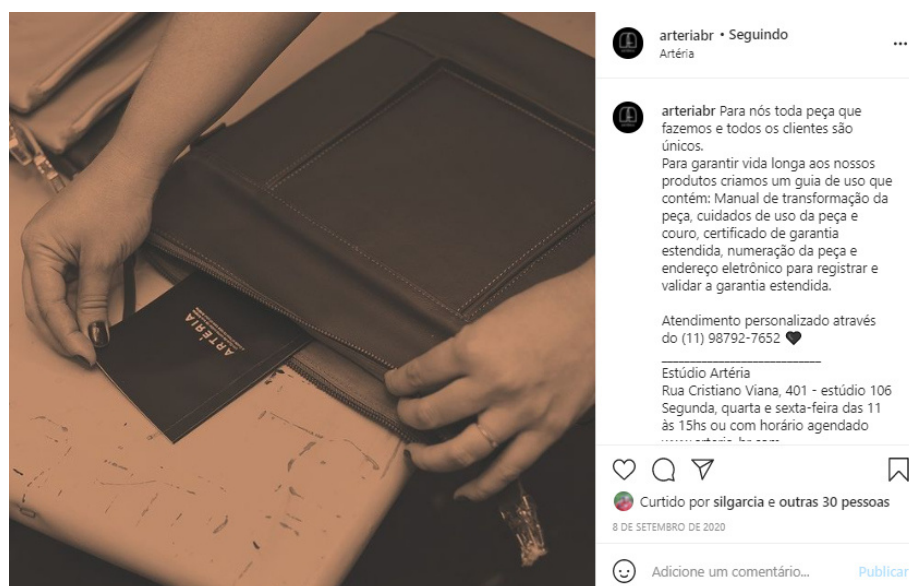 ARTÉRIA
arteriabr • Seguindo
Artéria
arteriabr Para nós toda peça que
fazemos e todos os clientes são
únicos.
Para garantir vida longa aos nossos
produtos criamos um guia de uso que
contém: Manual de transformação da
peça, cuidados de uso da peça e
couro, certificado de garantia
estendida, numeração da peça e
endereço eletrônico para registrar e
validar a garantia estendida.
Atendimento personalizado através
do (11) 98792-7652 🖤
____________________________
Estúdio Artéria
Rua Cristiano Viana, 401 - estúdio 106
Segunda, quarta e sexta-feira das 11
às 15hs ou com horário agendado
Curtido por silgarcia e outras 30 pessoas
8 DE SETEMBRO DE 2020
Adicione um comentário... Publicar